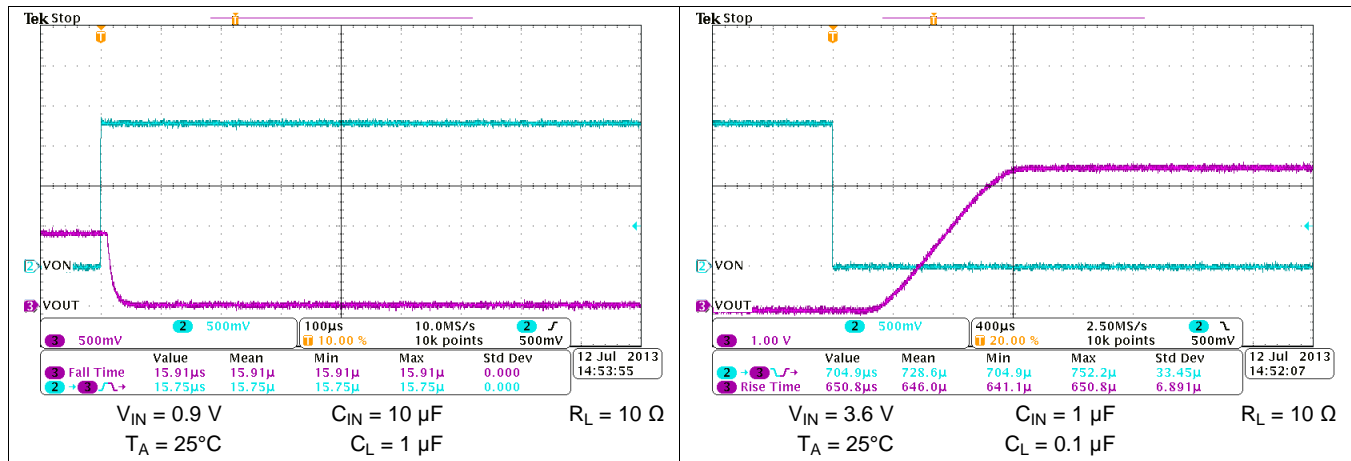 Tek Stop
T
T
2 VON
3 VOUT
2 500mV
3 500mV
100µs 10.0MS/s 2
T 10.00 % 10k points 500mV
Value Mean Min Max Std Dev
3 Fall Time 15.91µs 15.91µ 15.91µ 15.91µ 0.000
2 → 3 → 15.75µs 15.75µ 15.75µ 15.75µ 0.000
12 Jul 2013
14:53:55
VIN = 0.9 V CIN = 10 µF RL = 10 Ω
TA = 25°C CL = 1 µF
Tek Stop
T
T
2 VON
3 VOUT
2 500mV
3 1.00 V
400µs 2.50MS/s 2
T 20.00 % 10k points 500mV
Value Mean Min Max Std Dev
2 → 3 → 704.9µs 728.6µ 704.9µ 752.2µ 33.45µ
3 Rise Time 650.8µs 646.0µ 641.1µ 650.8µ 6.891µ
12 Jul 2013
14:52:07
VIN = 3.6 V CIN = 1 µF RL = 10 Ω
TA = 25°C CL = 0.1 µF